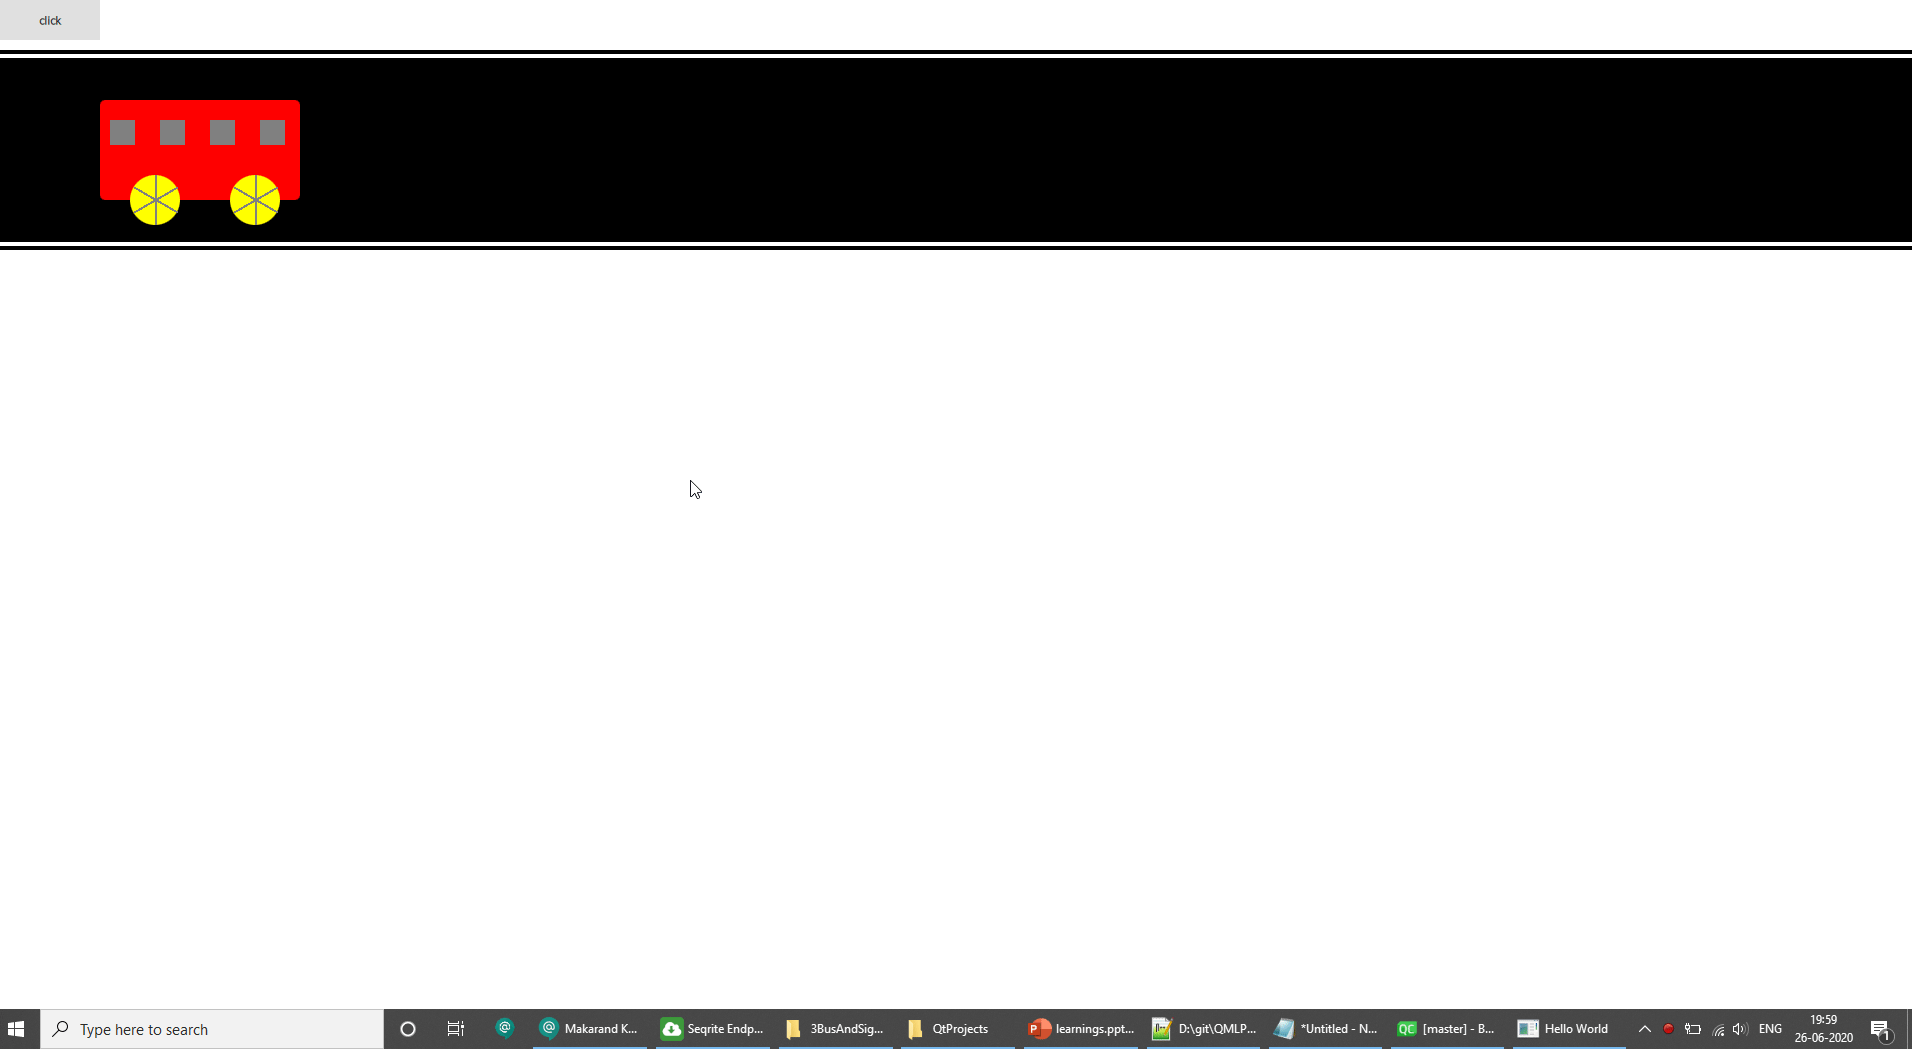 click
Type here to search
Makarand K...
Seqrite Endp...
3BusAndSig...
QtProjects
learnings.ppt...
D:\git\QMLP...
*Untitled - N...
QC
[master] - B...
Hello World
ENG
19:59
26-06-2020
1